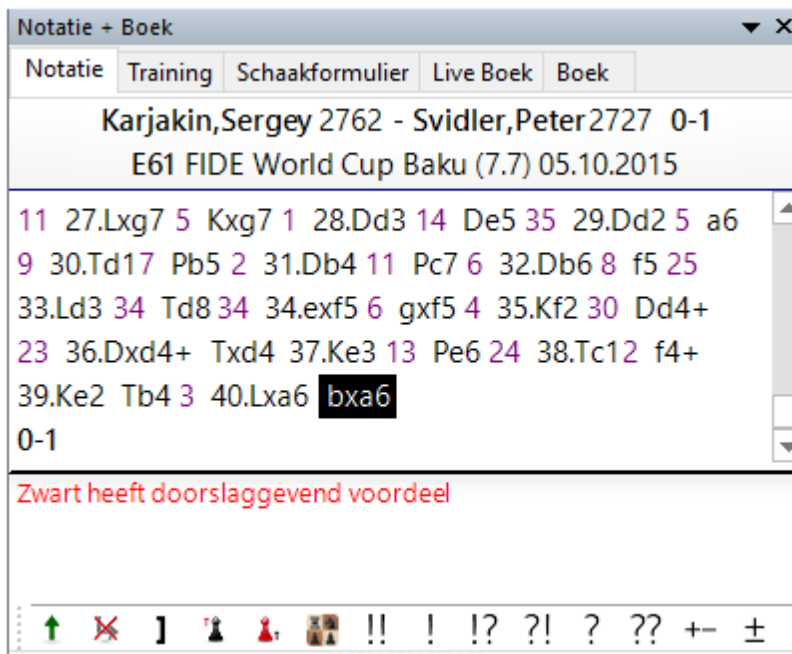 Notatie + Boek
Notatie Training Schaakformulier Live Boek Boek
Karjakin,Sergey 2762 - Svidler,Peter2727 0-1
E61 FIDE World Cup Baku (7.7) 05.10.2015
11 27.Lxg7 5 Kxg7 1 28.Dd3 14 De5 35 29.Dd2 5 a6
9 30.Td17 Pb5 2 31.Db4 11 Pc7 6 32.Db6 8 f5 25
33.Ld3 34 Td8 34 34.exf5 6 gxf5 4 35.Kf2 30 Dd4+
23 36.Dxd4+ Txd4 37.Ke3 13 Pe6 24 38.Tc12 f4+
39.Ke2 Tb4 3 40.Lxa6 bxa6
0-1
Zwart heeft doorslaggevend voordeel
] !! ! !? ?! ? ?? +− ±